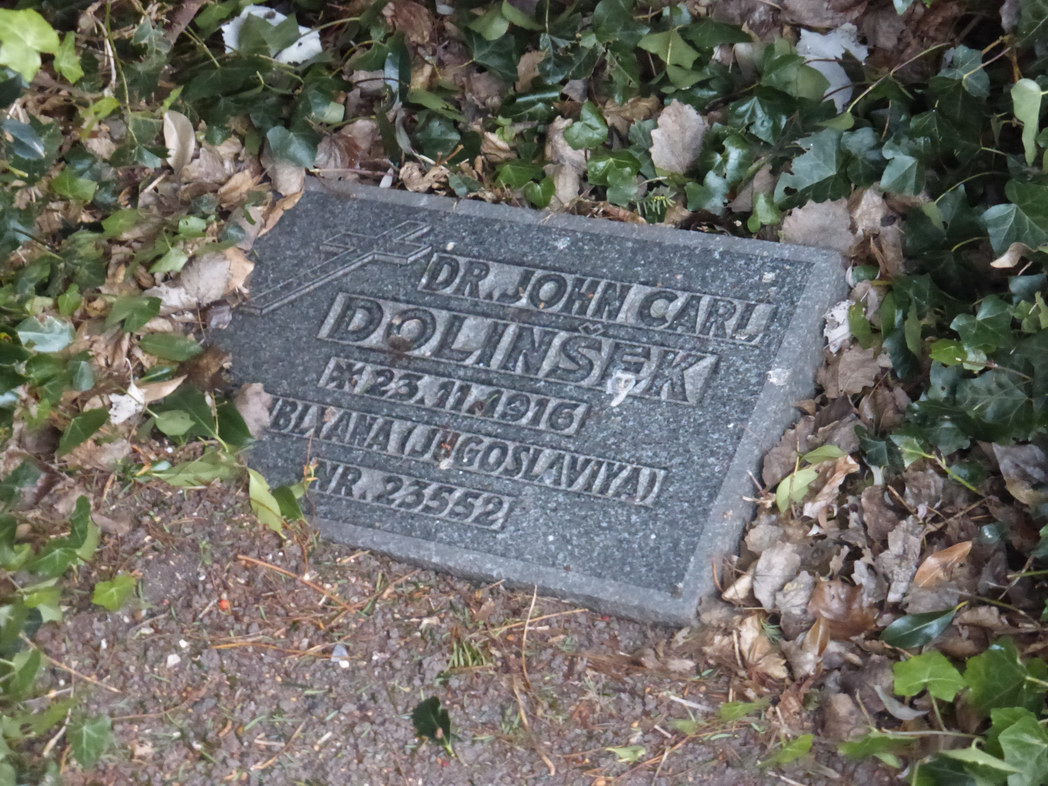 DR. JOHN CARL
DOLINŠEK
* 23.11.1916
BLYANA (JUGOSLAVIYA)
NR. 23552